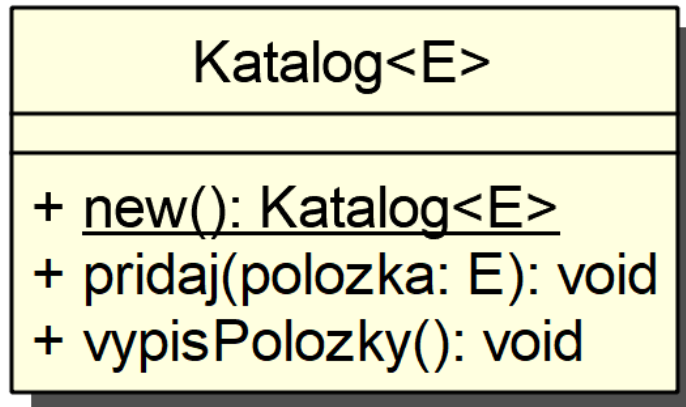 Katalog<E>
+ new(): Katalog<E>
+ pridaj(polozka: E): void
+ vypisPolozky(): void